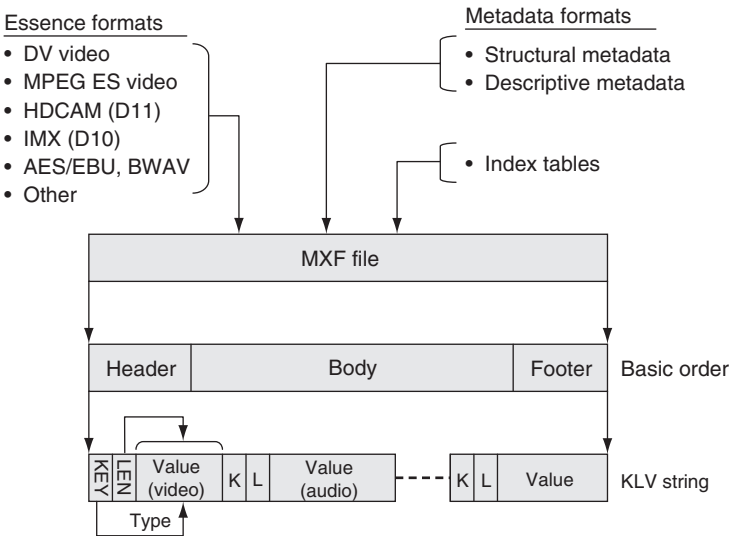 Essence formats
• DV video
• MPEG ES video
• HDCAM (D11)
• IMX (D10)
• AES/EBU, BWAV
• Other
Metadata formats
• Structural metadata
• Descriptive metadata
• Index tables
MXF file
Header
Body
Footer
Basic order
KEY
LEN
Value
(video)
K
L
Value
(audio)
K
L
Value
KLV string
Type